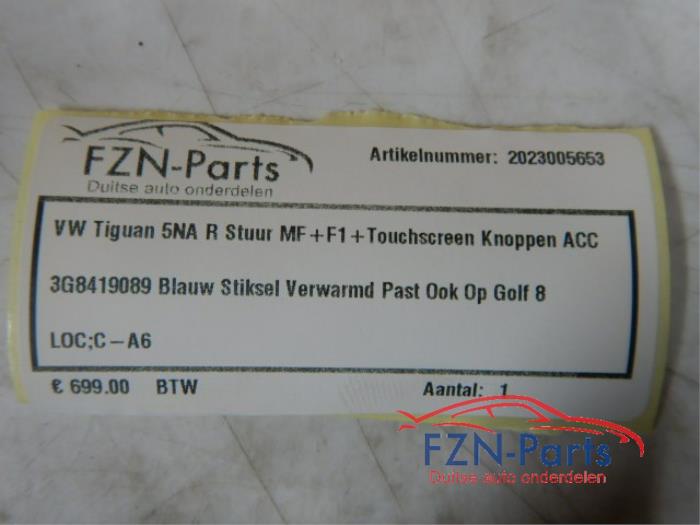 FZN-Parts
Duitse auto onderdelen
Artikelnummer: 2023005653
VW Tiguan 5NA R Stuur MF+F1+Touchscreen Knoppen ACC
3G8419089 Blauw Stiksel Verwarmd Past Ook Op Golf 8
LOC;C-A6
€ 699.00 BTW
Aantal: 1
FZN-Parts
Duitse auto onderdelen